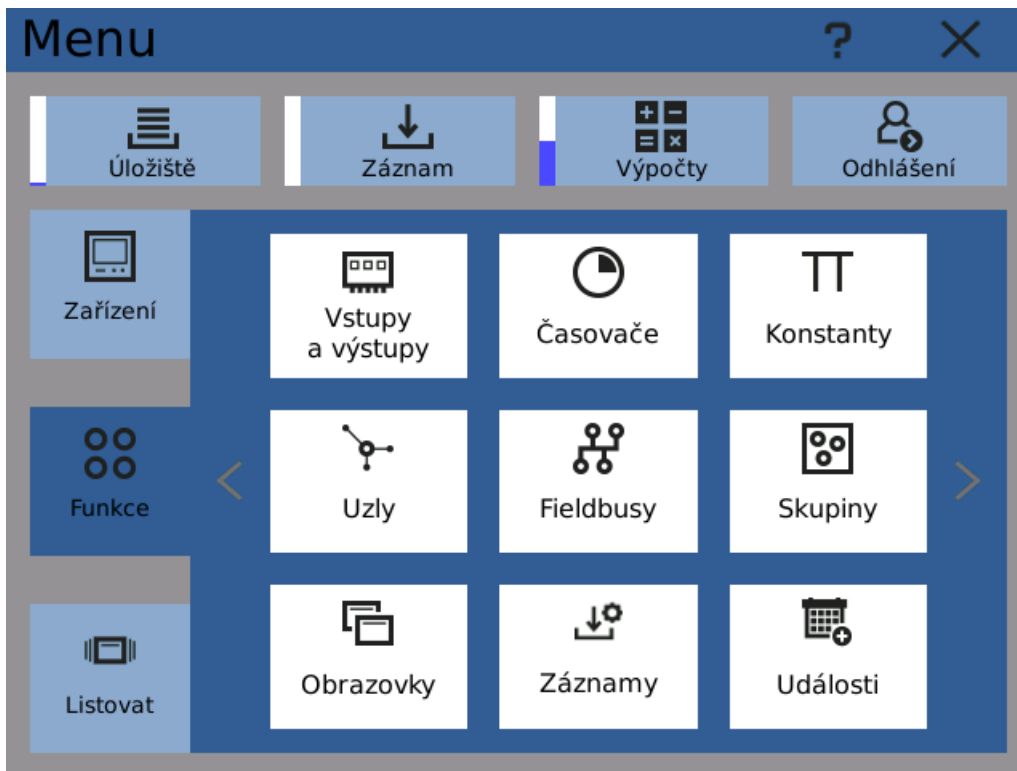 Menu
?
Úložiště
Záznam
Výpočty
Odhlášení
Zařízení
Vstupy
a výstupy
Časovače
Konstanty
Funkce
Uzly
Fieldbusy
Skupiny
Listovat
Obrazovky
Záznamy
Události